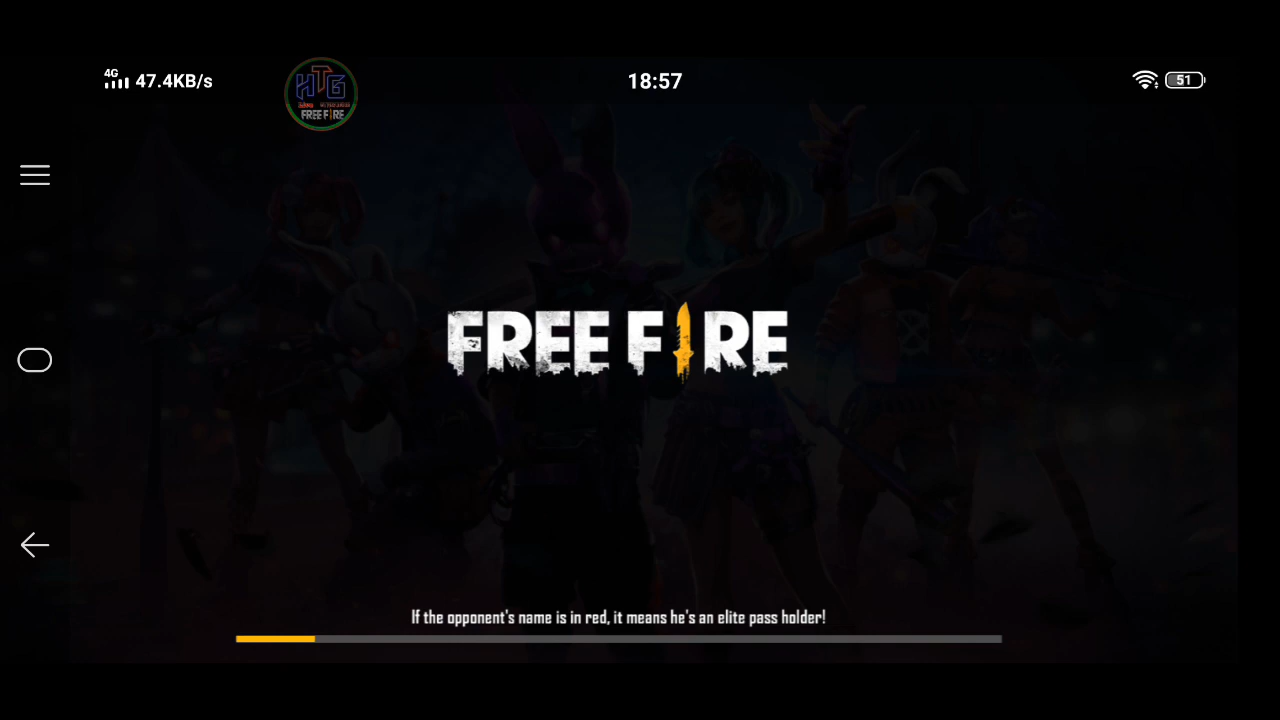 4G
47.4KB/s
18:57
51
HTG
FREE FIRE
FREE FIRE
If the opponent's name is in red, it means he's an elite pass holder!